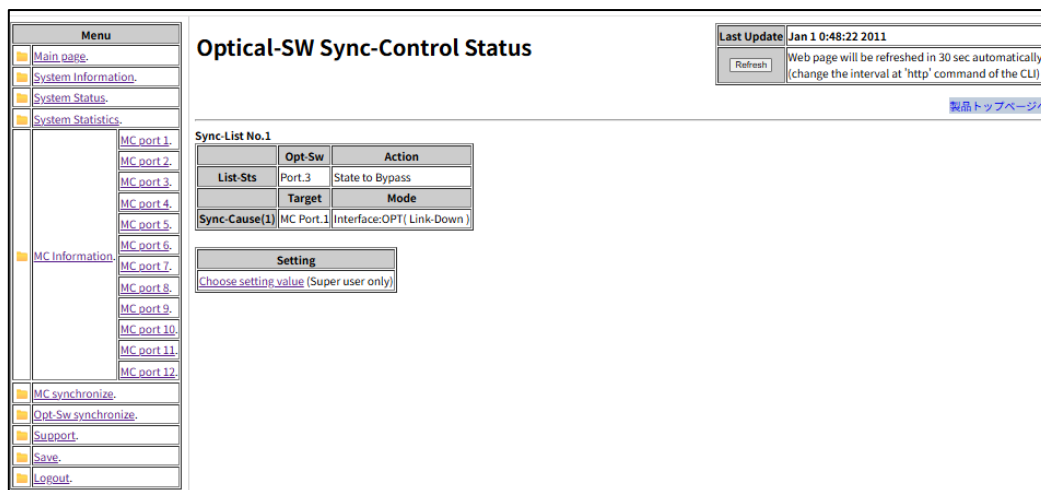 Menu
Main page.
System Information.
System Status.
System Statistics.
MC Information.
MC port 1.
MC port 2.
MC port 3.
MC port 4.
MC port 5.
MC port 6.
MC port 7.
MC port 8.
MC port 9.
MC port 10.
MC port 11.
MC port 12.
MC synchronize.
Opt-Sw synchronize.
Support.
Save.
Logout.
Optical-SW Sync-Control Status
Last Update Jan 1 0:48:22 2011
Refresh
Web page will be refreshed in 30 sec automatically
(change the interval at 'http' command of the CLI)
製品トップページへ
Sync-List No.1
Opt-Sw Action
List-Sts Port.3 State to Bypass
Target Mode
Sync-Cause(1) MC Port.1 Interface:OPT( Link-Down )
Setting
Choose setting value (Super user only)